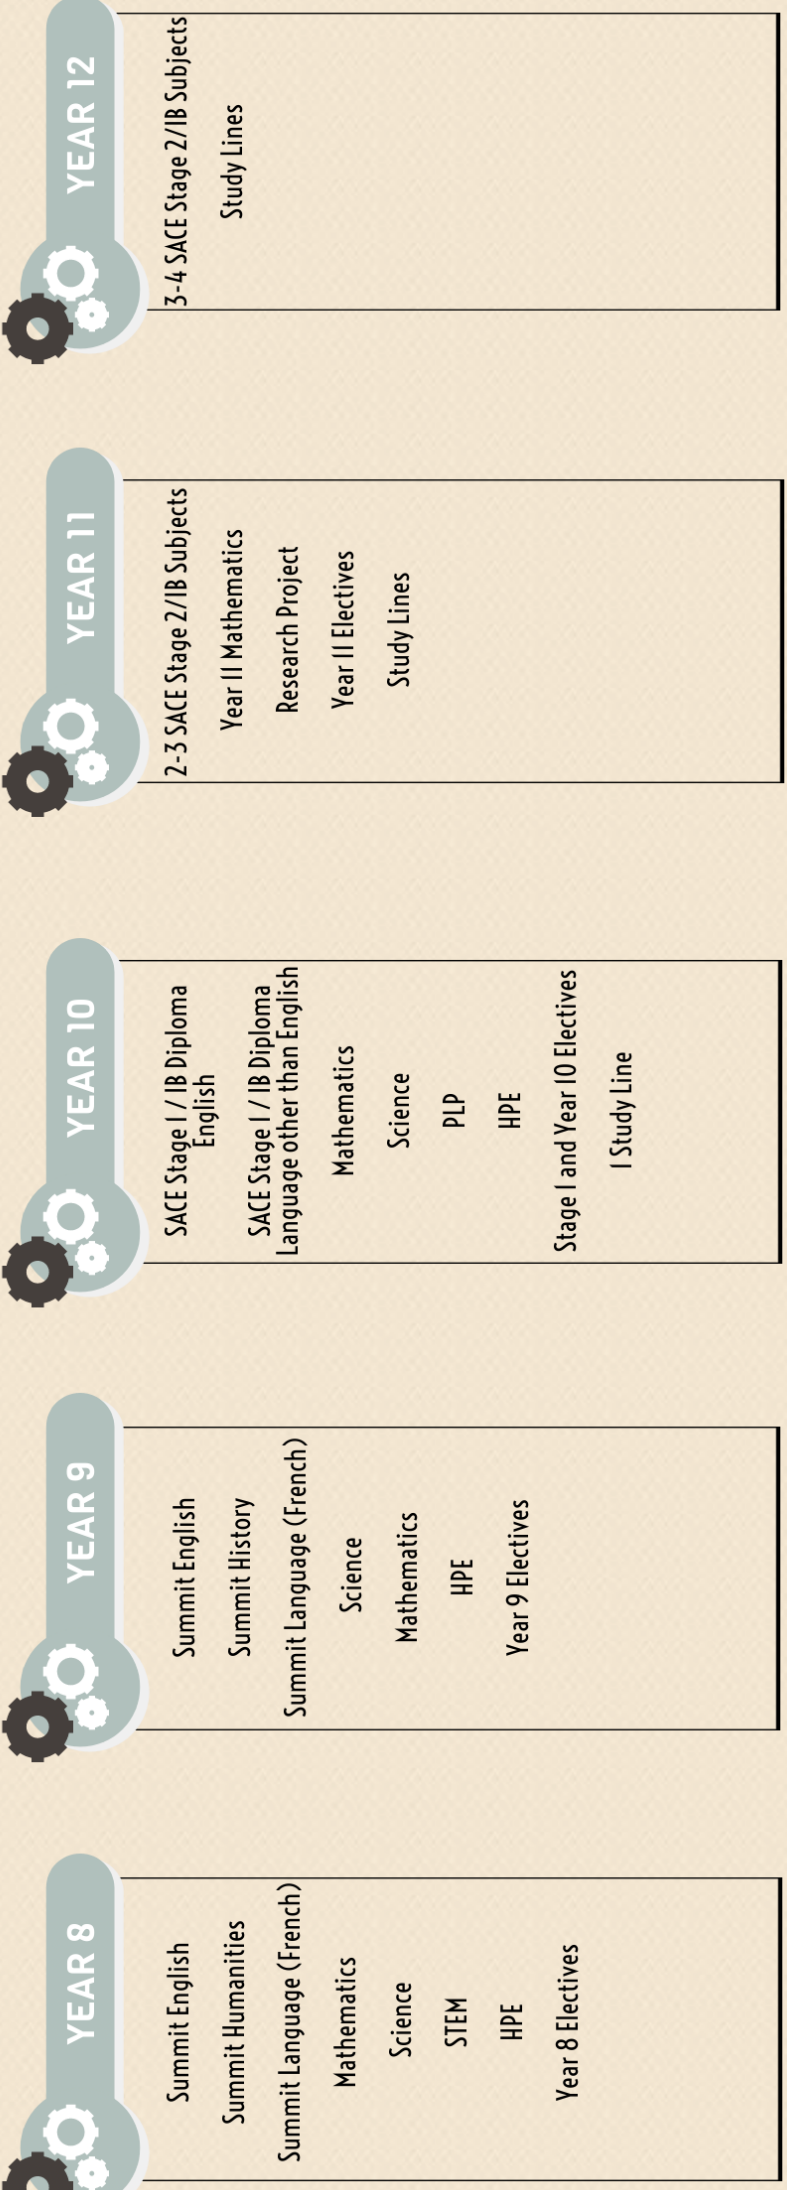 YEAR 8
Summit English
Summit Humanities
Summit Language (French)
Mathematics
Science
STEM
HPE
Year 8 Electives
YEAR 9
Summit English
Summit History
Summit Language (French)
Science
Mathematics
HPE
Year 9 Electives
YEAR 10
SACE Stage 1 / IB Diploma
English
SACE Stage 1 / IB Diploma
Language other than English
Mathematics
Science
PLP
HPE
Stage 1 and Year 10 Electives
1 Study Line
YEAR 11
2-3 SACE Stage 2/IB Subjects
Year 11 Mathematics
Research Project
Year 11 Electives
Study Lines
YEAR 12
3-4 SACE Stage 2/IB Subjects
Study Lines